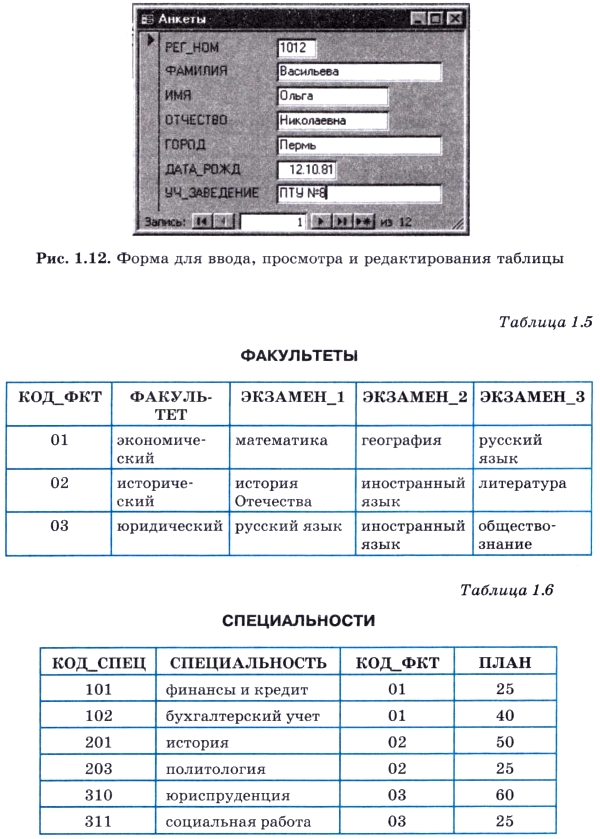 Анкеты
РЕГ_НОМ 1012
ФАМИЛИЯ Васильева
ИМЯ Ольга
ОТЧЕСТВО Николаевна
ГОРОД Пермь
ДАТА_РОЖД 12.10.81
УЧ_ЗАВЕДЕНИЕ ПТУ №8
Запись: 1 из 12
Рис. 1.12. Форма для ввода, просмотра и редактирования таблицы
Таблица 1.5
ФАКУЛЬТЕТЫ
КОД_ФКТ ФАКУЛЬ- ЭКЗАМЕН_1 ЭКЗАМЕН_2 ЭКЗАМЕН_3
ТЕТ
01 экономиче- математика география русский
ский язык
02 историче- история иностранный литература
ский Отечества язык
03 юридический русский язык иностранный общество-
язык знание
Таблица 1.6
СПЕЦИАЛЬНОСТИ
КОД_СПЕЦ СПЕЦИАЛЬНОСТЬ КОД_ФКТ ПЛАН
101 финансы и кредит 01 25
102 бухгалтерский учет 01 40
201 история 02 50
203 политология 02 25
310 юриспруденция 03 60
311 социальная работа 03 25